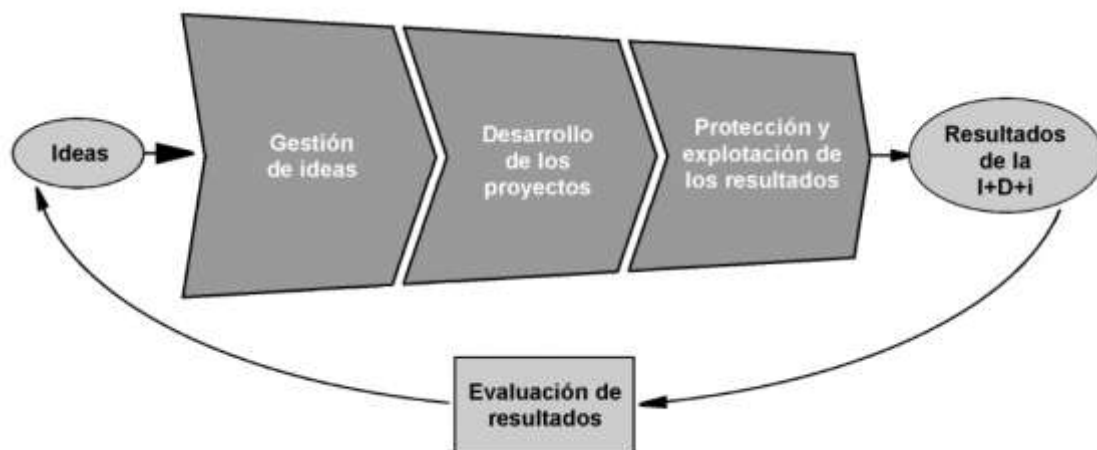 Ideas
Gestión
de ideas
Desarrollo
de los
proyectos
Protección y
explotación de
los resultados
Resultados
de la
I+D+i
Evaluación de
resultados